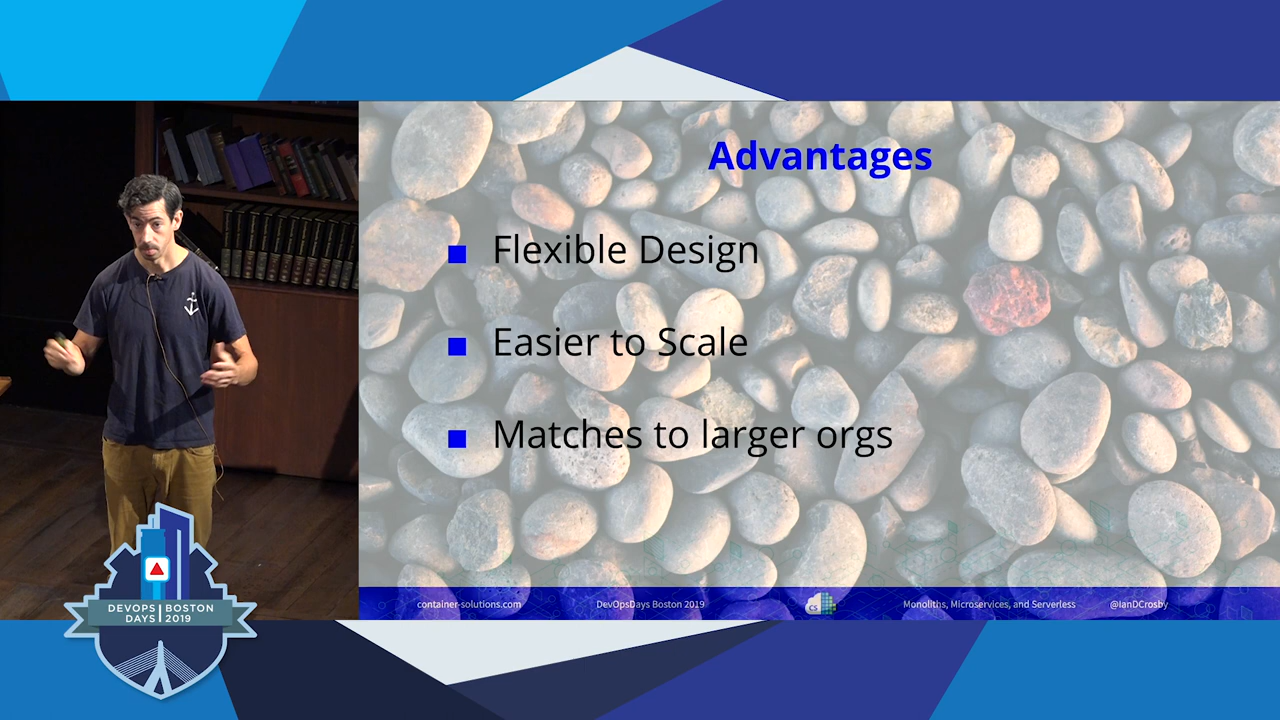 Advantages
■ Flexible Design
■ Easier to Scale
■ Matches to larger orgs
container-solutions.com DevOpsDays Boston 2019 CS Monoliths, Microservices, and Serverless @IanDCrosby
DEVOPS BOSTON
DAYS 2019